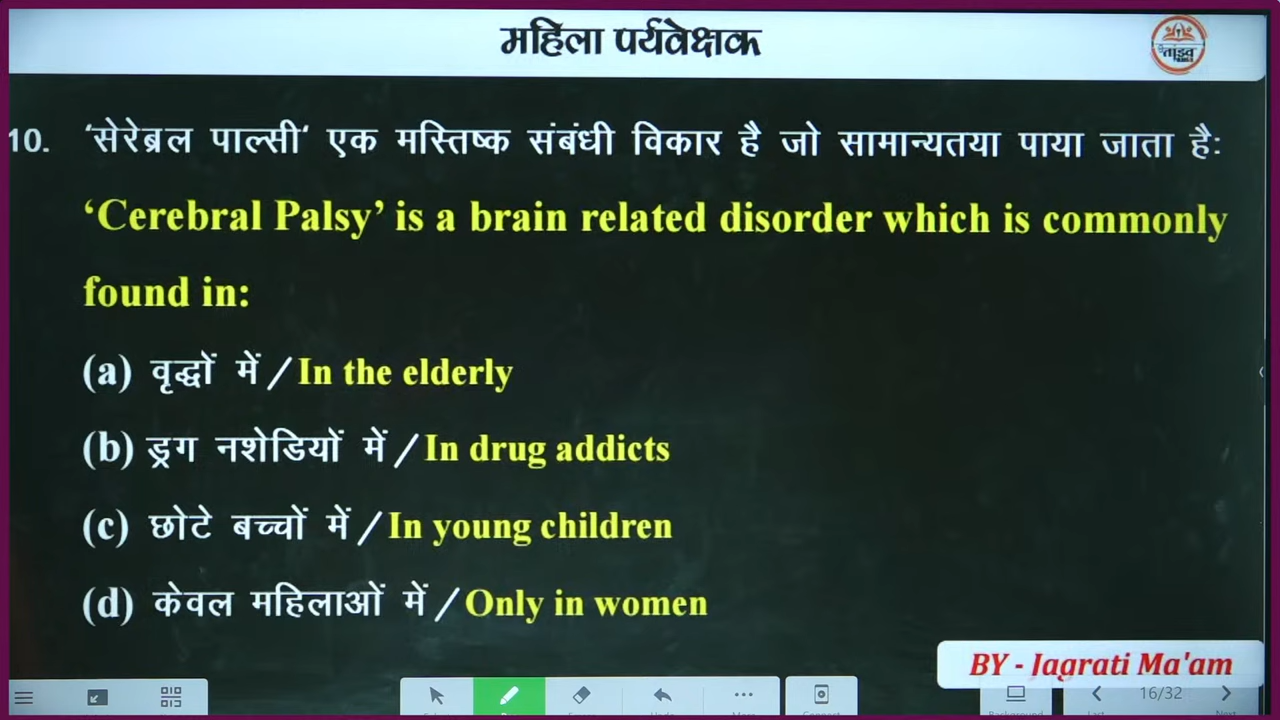 महिला पर्यवेक्षक
10. 'सेरेब्रल पाल्सी' एक मस्तिष्क संबंधी विकार है जो सामान्यतया पाया जाता है:
'Cerebral Palsy' is a brain related disorder which is commonly
found in:
(a) वृद्धों में / In the elderly
(b) ड्रग नशेडियों में / In drug addicts
(c) छोटे बच्चों में / In young children
(d) केवल महिलाओं में / Only in women
BY - Jagrati Ma'am
16/32